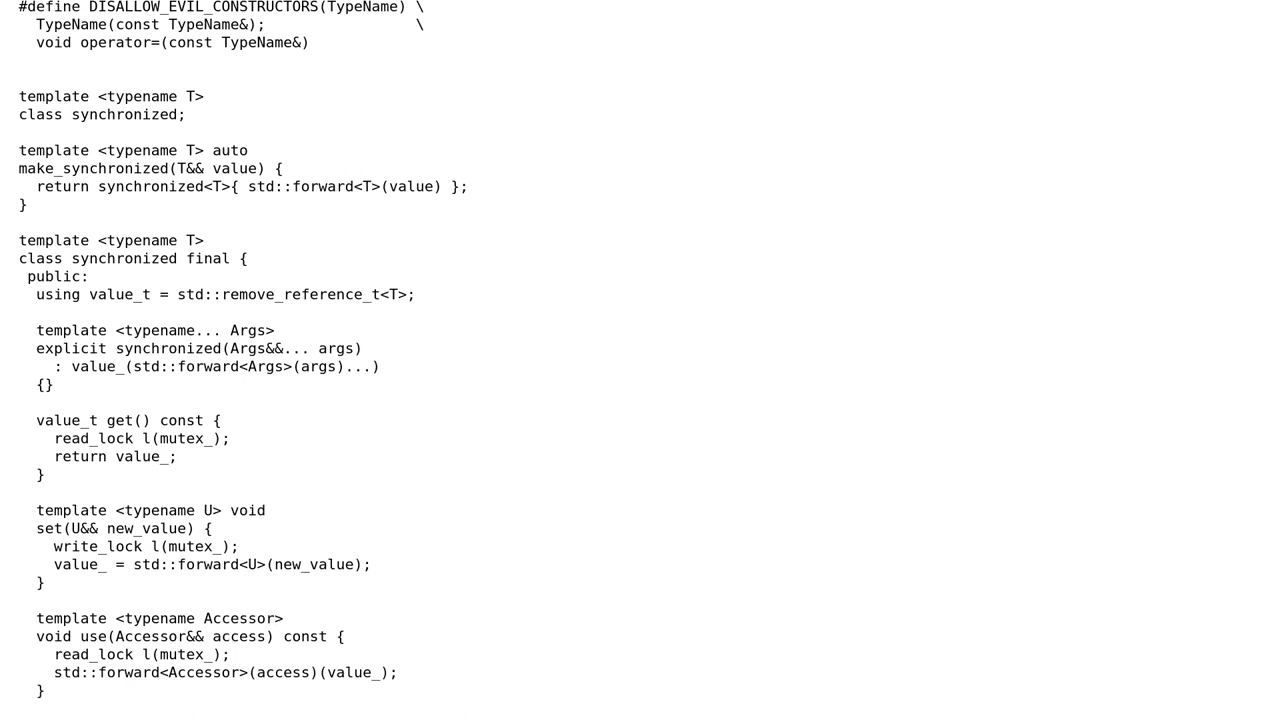 #define DISALLOW_EVIL_CONSTRUCTORS(TypeName) \
  TypeName(const TypeName&);                 \
  void operator=(const TypeName&)

template <typename T>
class synchronized;

template <typename T> auto
make_synchronized(T&& value) {
  return synchronized<T>{ std::forward<T>(value) };
}

template <typename T>
class synchronized final {
 public:
  using value_t = std::remove_reference_t<T>;

  template <typename... Args>
  explicit synchronized(Args&&... args)
    : value_(std::forward<Args>(args)...)
  {}

  value_t get() const {
    read_lock l(mutex_);
    return value_;
  }

  template <typename U> void
  set(U&& new_value) {
    write_lock l(mutex_);
    value_ = std::forward<U>(new_value);
  }

  template <typename Accessor>
  void use(Accessor&& access) const {
    read_lock l(mutex_);
    std::forward<Accessor>(access)(value_);
  }